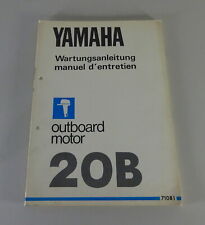 YAMAHA
Wartungsanleitung
manuel d'entretien
outboard
motor
20B